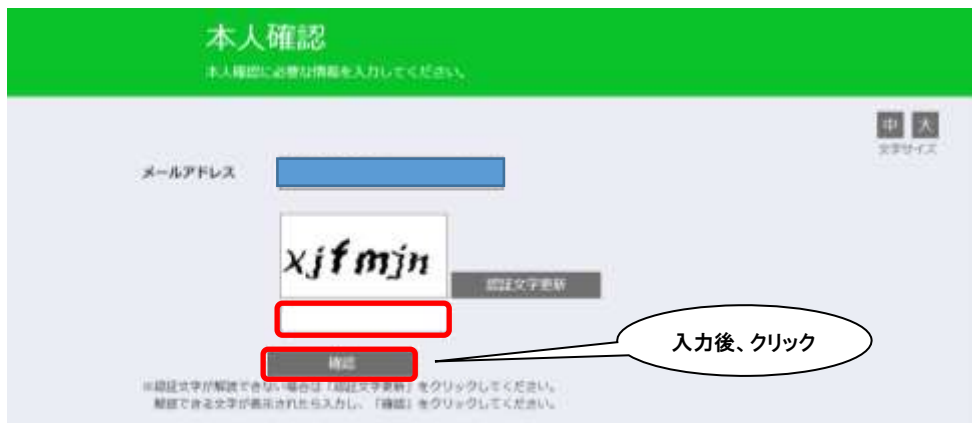 本人確認
本人確認に必要な情報を入力してください。
中 大
文字サイズ
メールアドレス
xjfmjn
認証文字更新
入力後、クリック
確認
※認証文字が解読できない場合は「認証文字更新」をクリックしてください。
解読できる文字が表示されたら入力し、「確認」をクリックしてください。